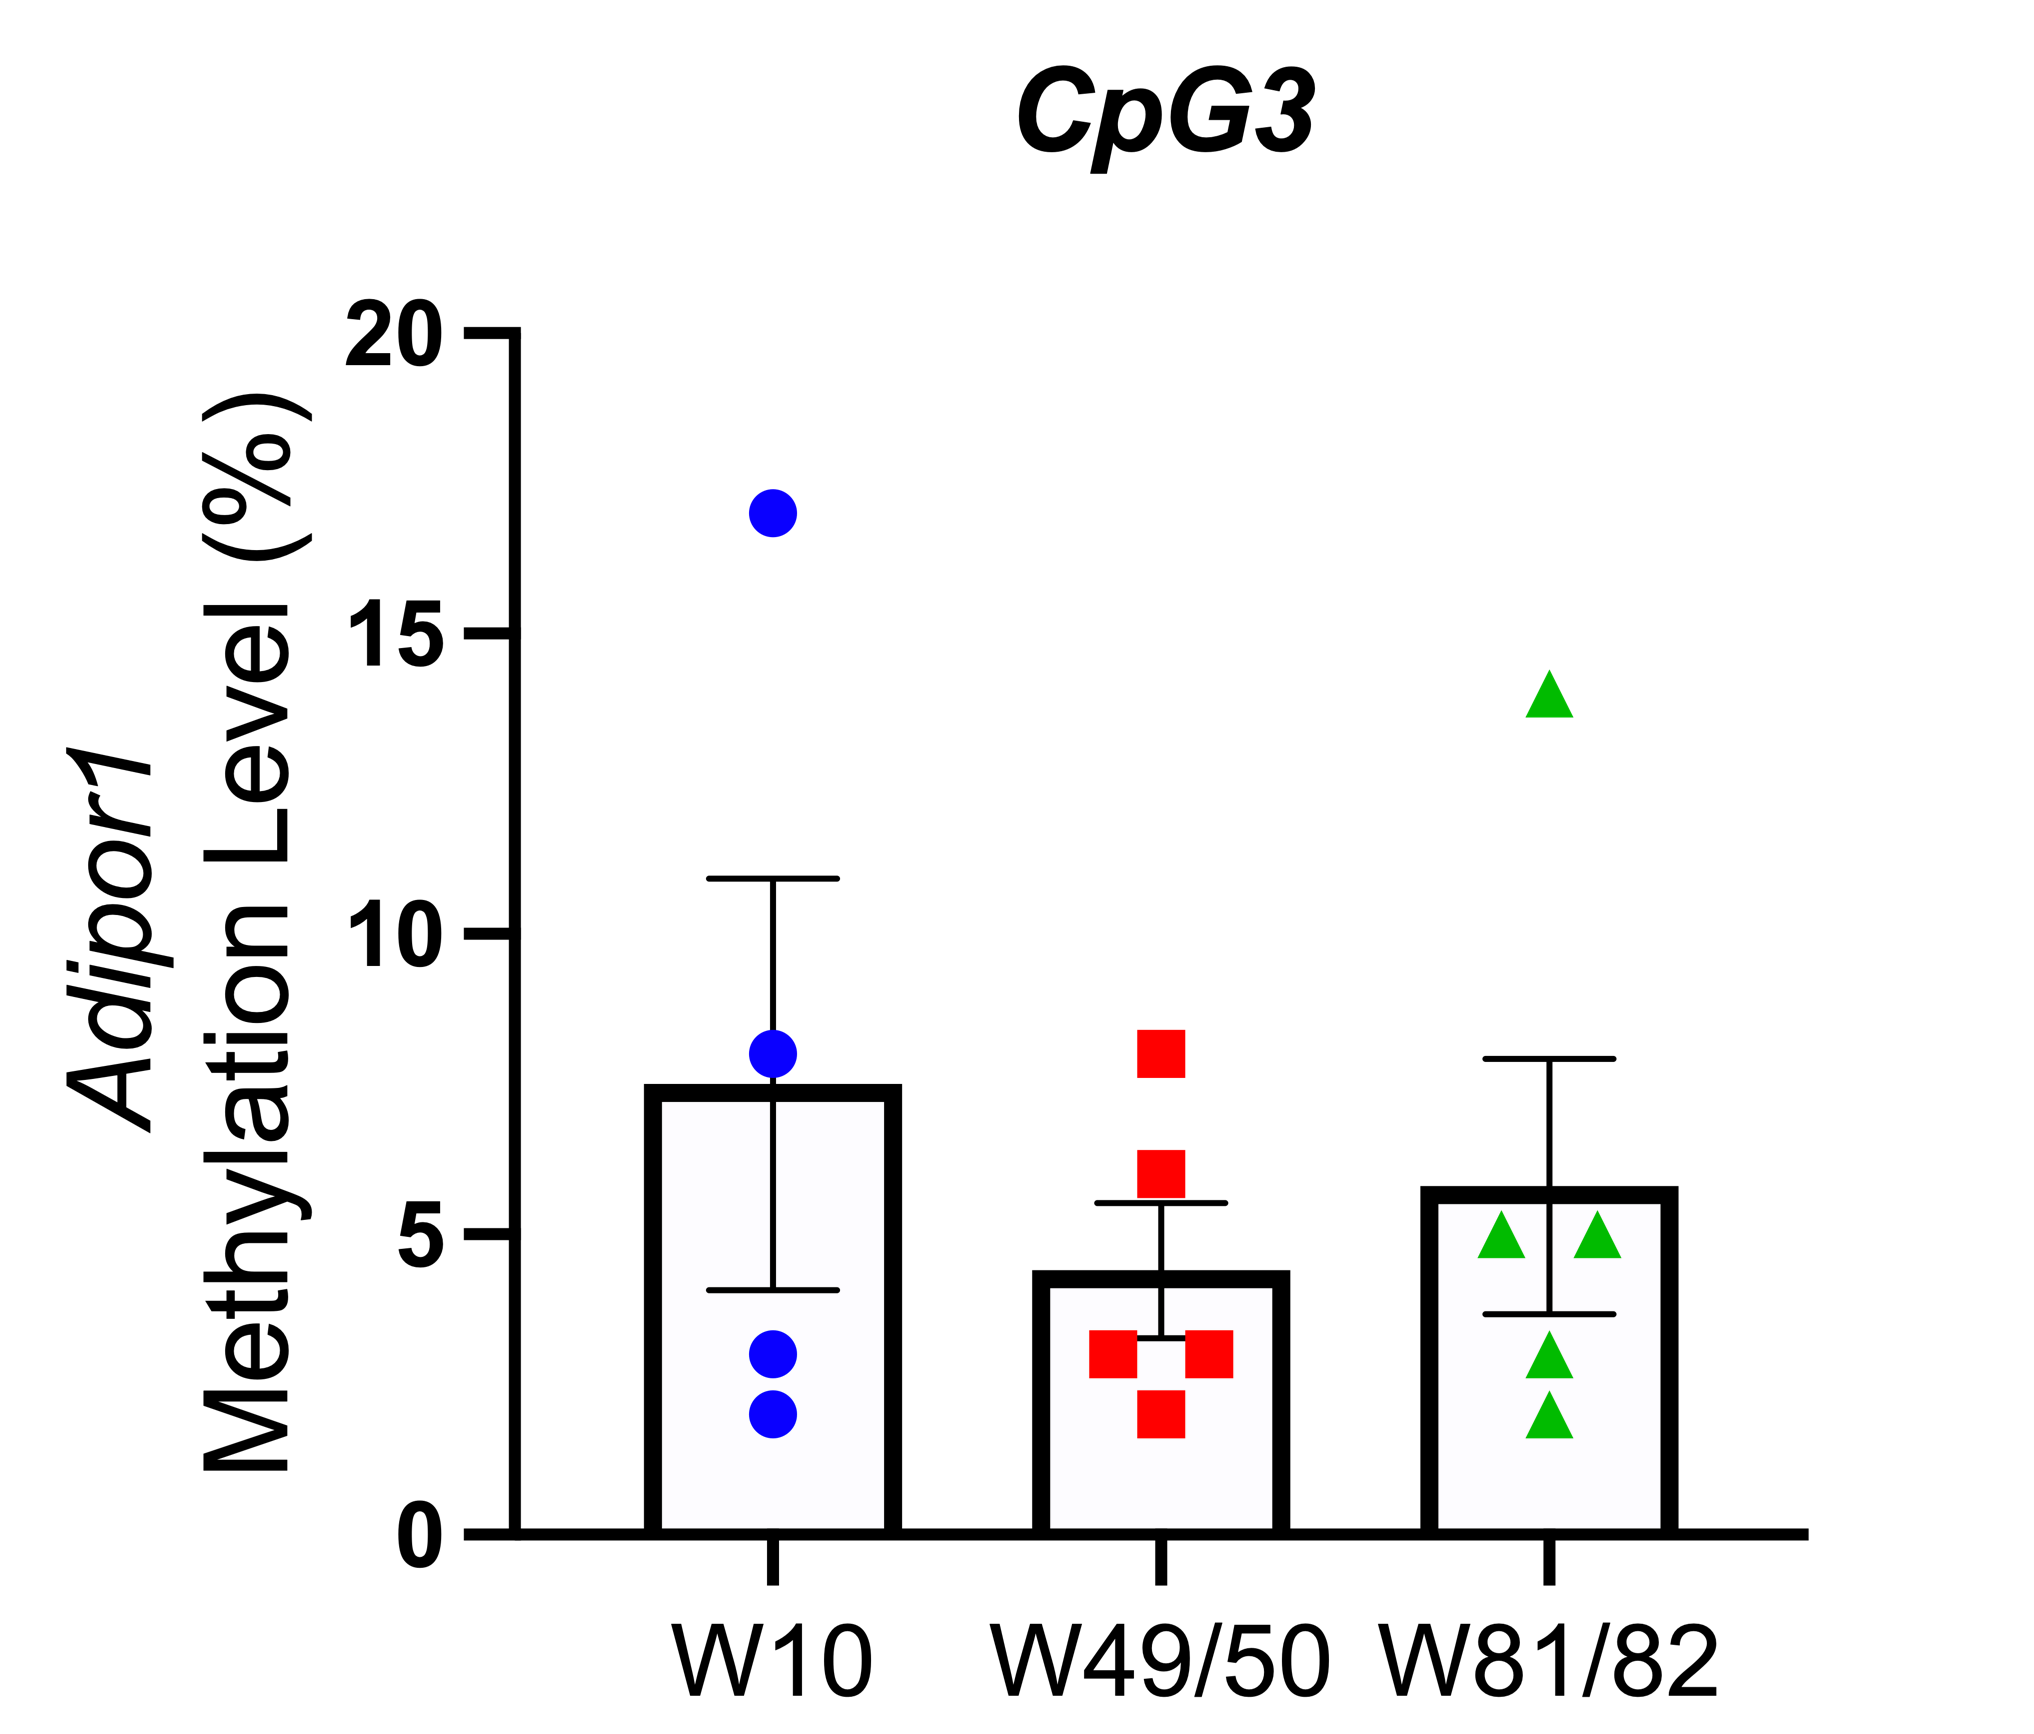 CpG3
Adipor1
Methylation Level (%)
20
15
10
5
0
W10
W49/50
W81/82